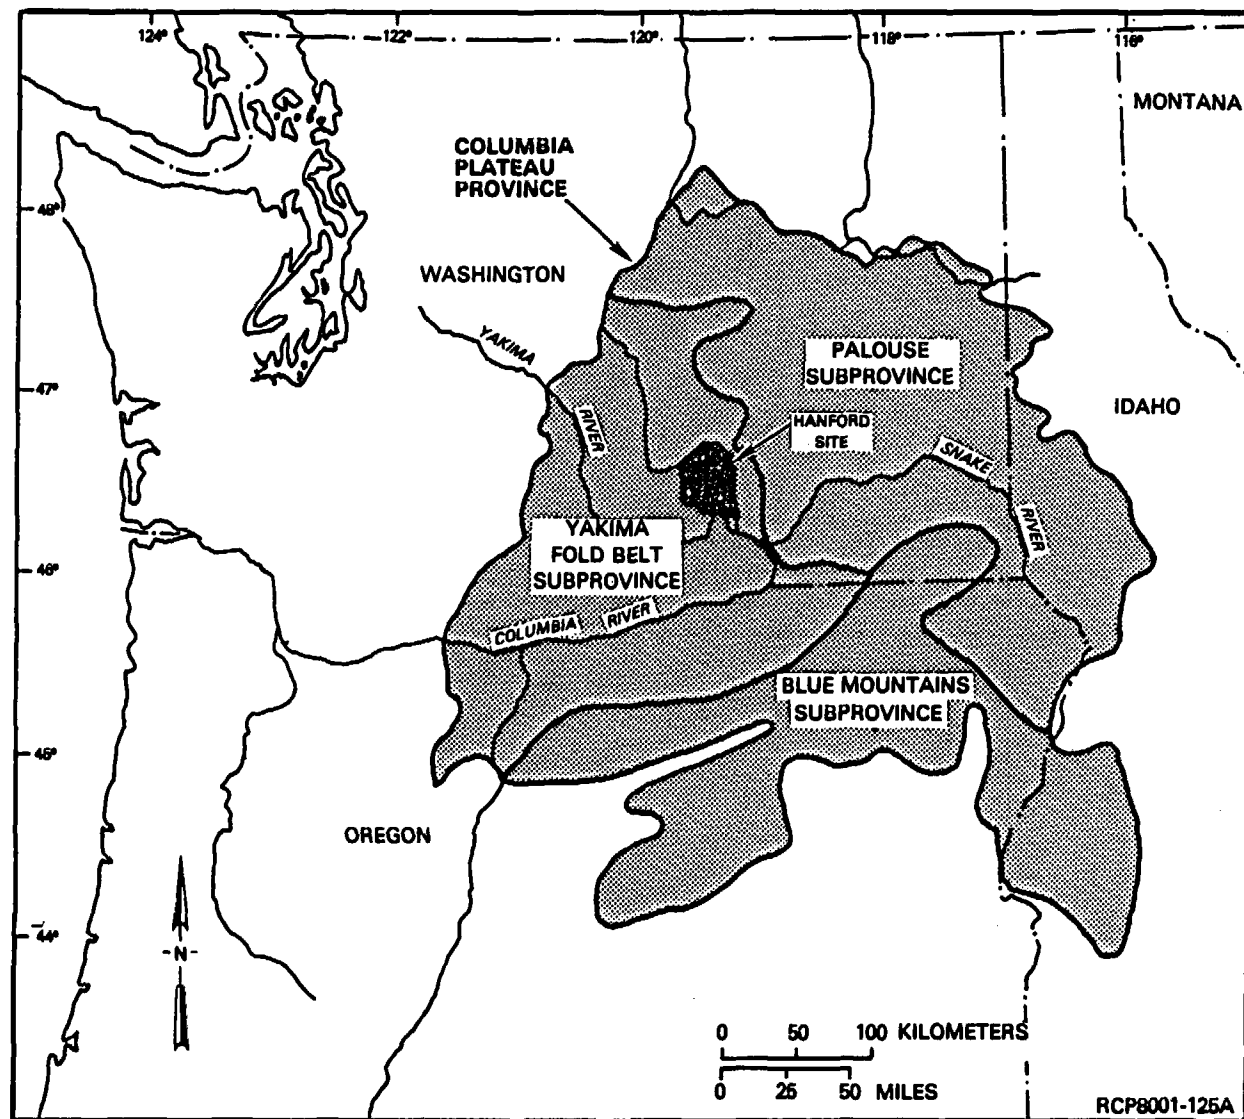 124°
122°
120°
118°
116°
MONTANA
COLUMBIA
PLATEAU
PROVINCE
48°
WASHINGTON
YAKIMA
RIVER
PALOUSE
SUBPROVINCE
47°
IDAHO
HANFORD
SITE
SNAKE
RIVER
YAKIMA
FOLD BELT
SUBPROVINCE
46°
COLUMBIA
RIVER
BLUE MOUNTAINS
SUBPROVINCE
45°
OREGON
44°
-N-
0 50 100 KILOMETERS
0 25 50 MILES
RCP8001-125A